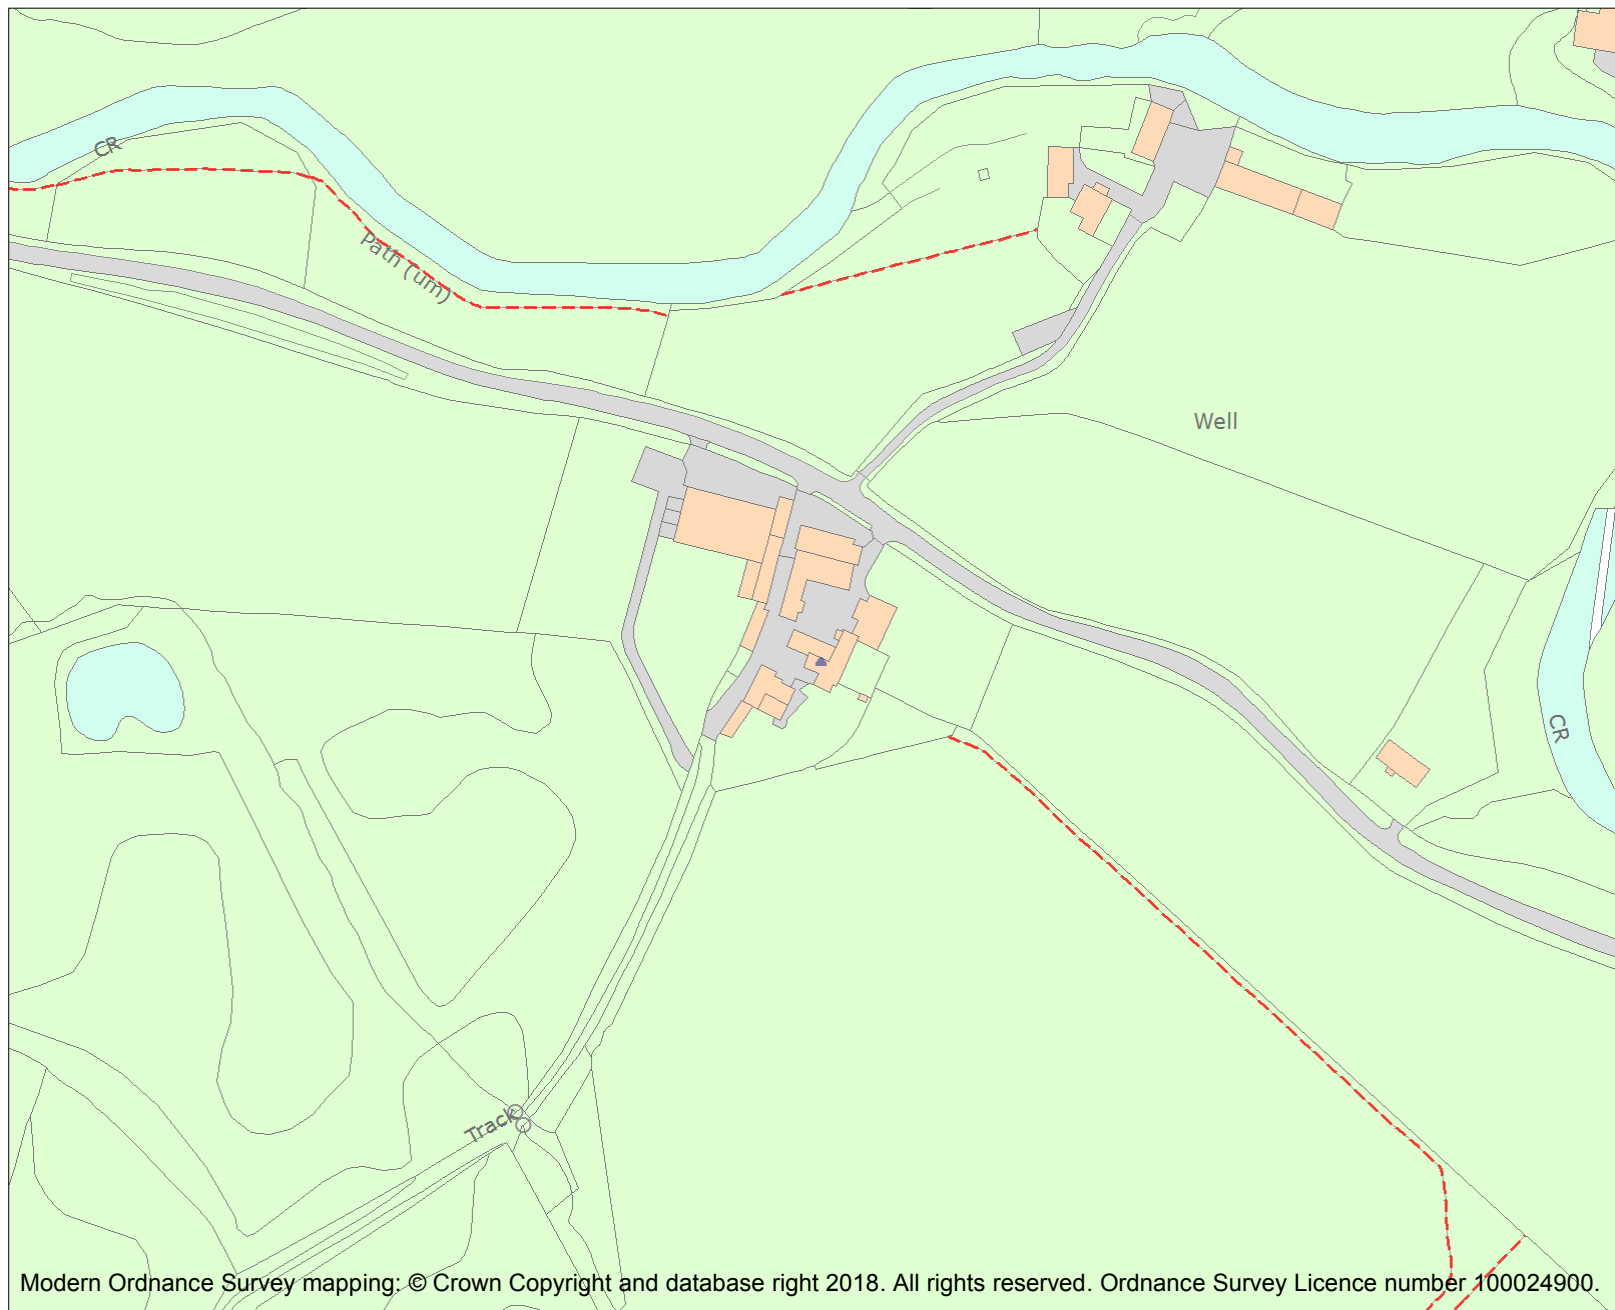 CR
Path (um)
Well
CR
Track
Modern Ordnance Survey mapping: © Crown Copyright and database right 2018. All rights reserved. Ordnance Survey Licence number 100024900.